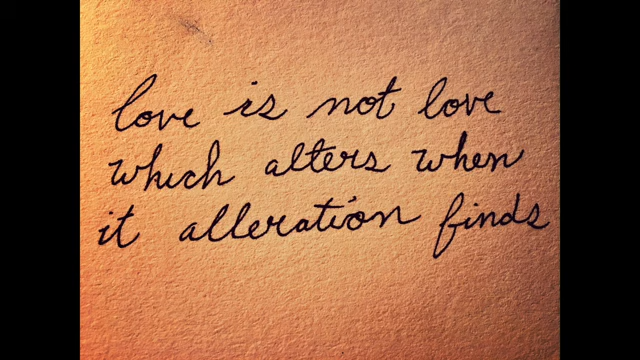 love is not love
which alters when
it alleration finds